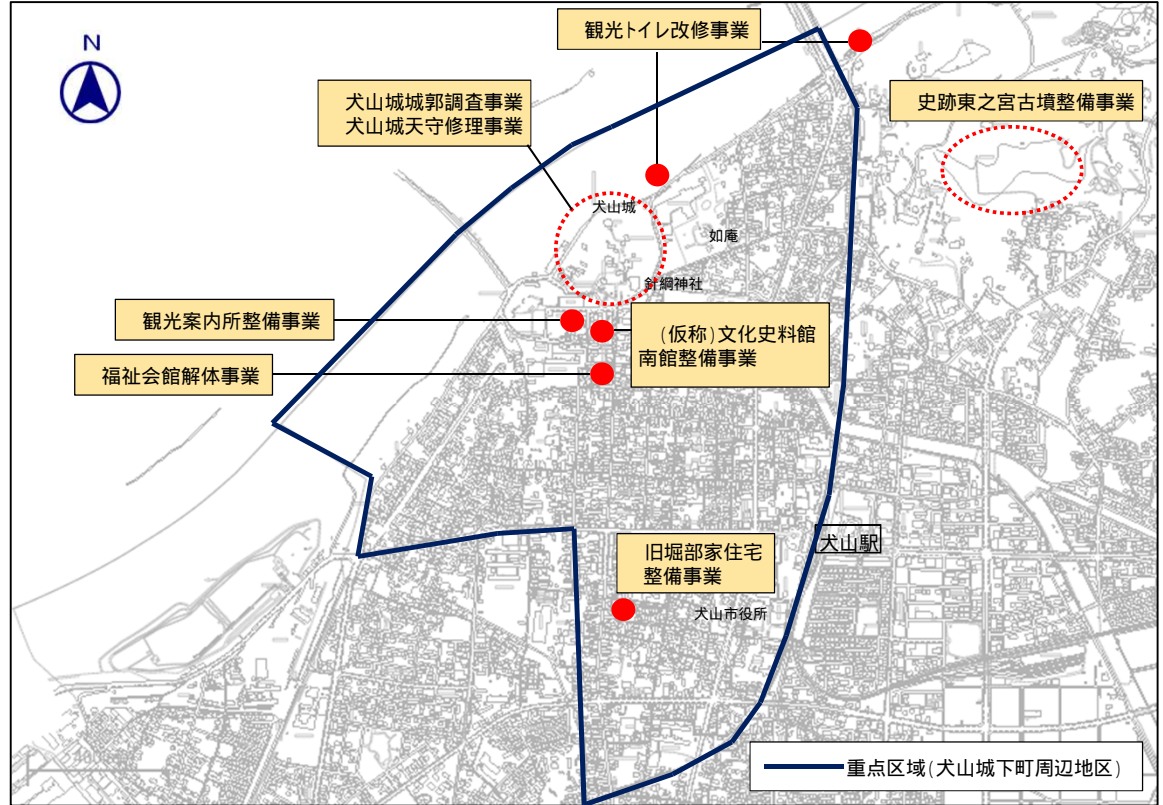 観光トイレ改修事業
N
犬山城城郭調査事業
犬山城天守修理事業
史跡東之宮古墳整備事業
犬山城
如庵
針綱神社
観光案内所整備事業
(仮称)文化史料館
南館整備事業
福祉会館解体事業
犬山駅
旧堀部家住宅
整備事業
犬山市役所
重点区域(犬山城下町周辺地区)